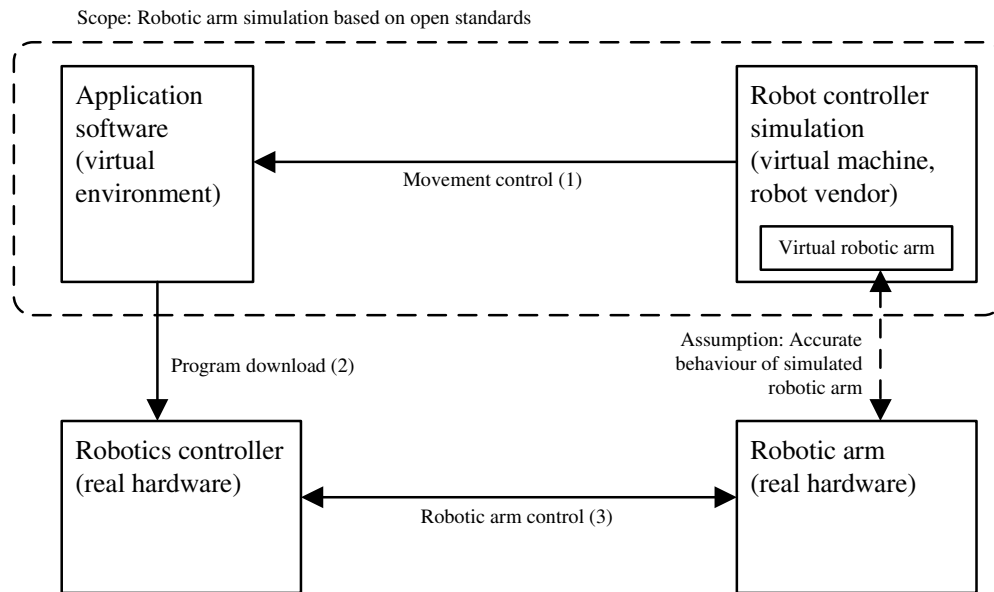 Scope: Robotic arm simulation based on open standards
Application
software
(virtual
environment)
Robot controller
simulation
(virtual machine,
robot vendor)
Movement control (1)
Virtual robotic arm
Program download (2)
Assumption: Accurate
behaviour of simulated
robotic arm
Robotics controller
(real hardware)
Robotic arm
(real hardware)
Robotic arm control (3)